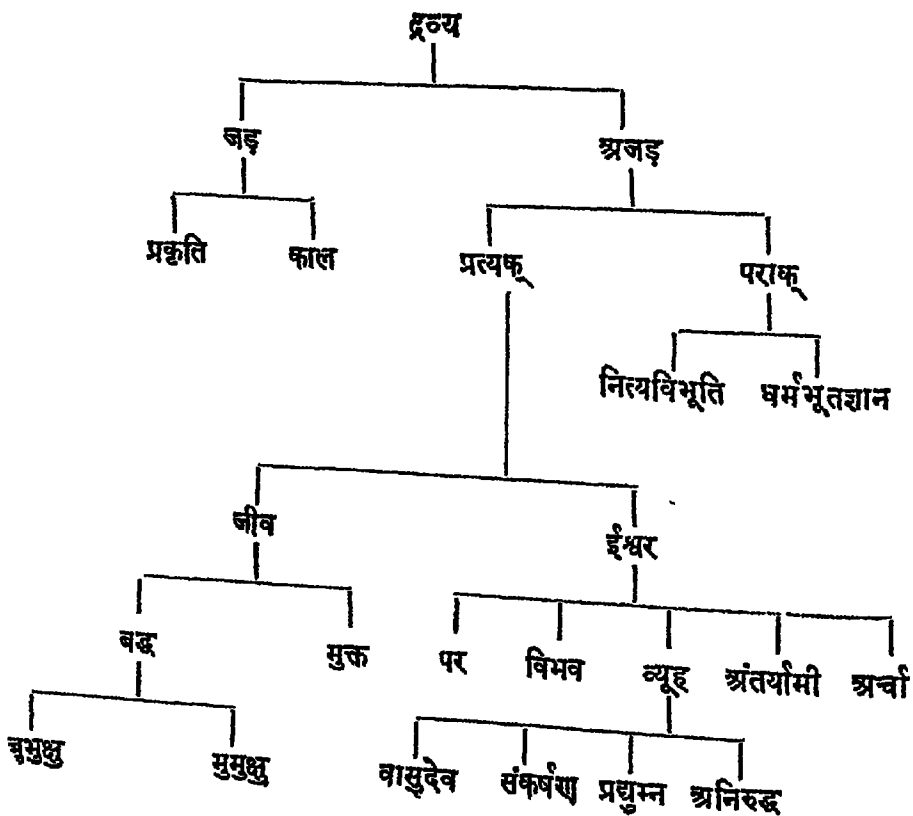 द्रव्य
जड़ अजड़
प्रकृति काल प्रत्यक् पराक्
नित्यविभूति धर्मभूतज्ञान
जीव ईश्वर
बद्ध मुक्त पर विभव व्यूह अंतर्यामी अर्चा
बुभुक्षु मुमुक्षु वासुदेव संकर्षण प्रद्युम्न अनिरुद्ध